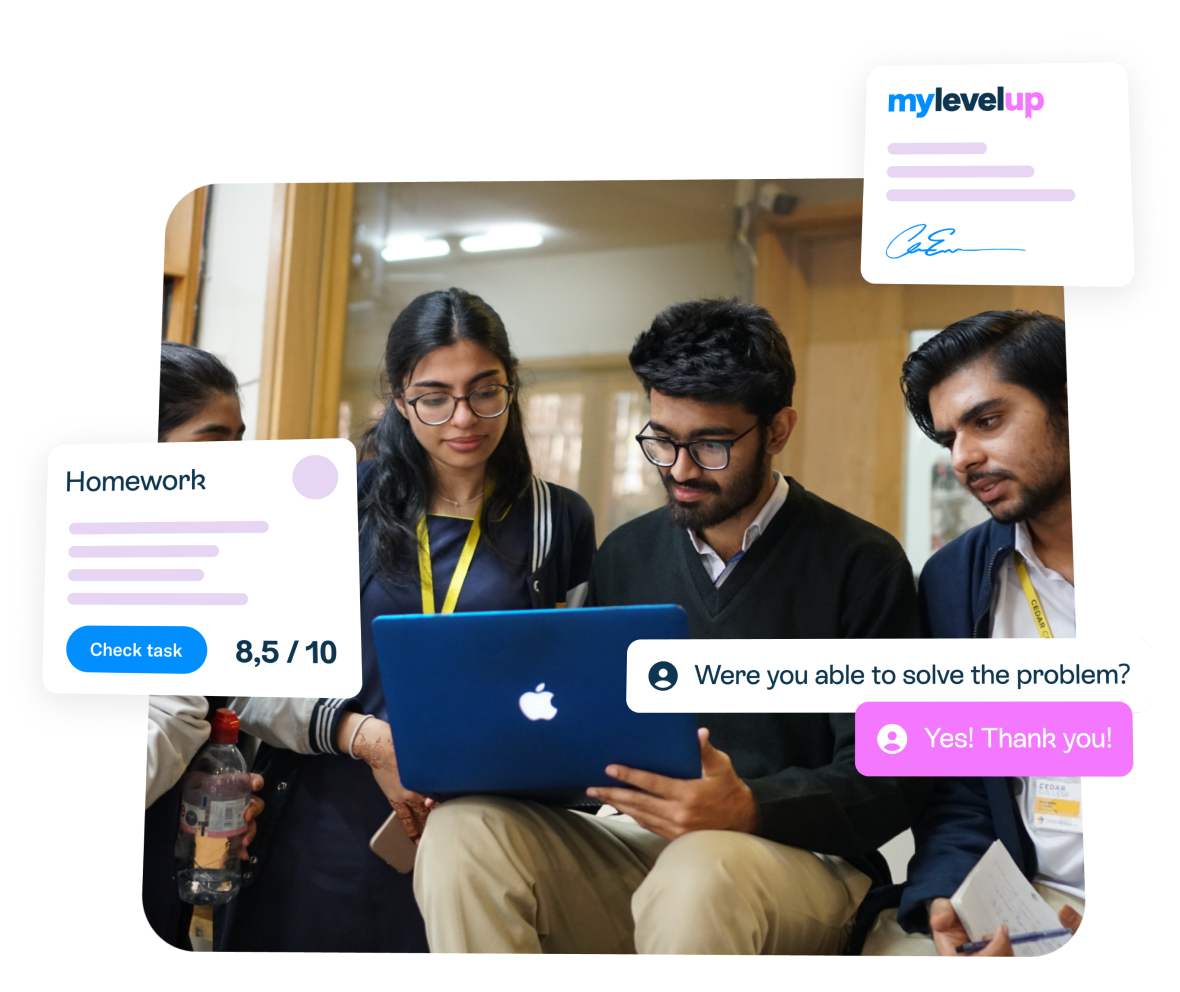 mylevelup
Homework
Check task
8,5 / 10
Were you able to solve the problem?
Yes! Thank you!
CEDAR C
CEDAR
COLLEGE